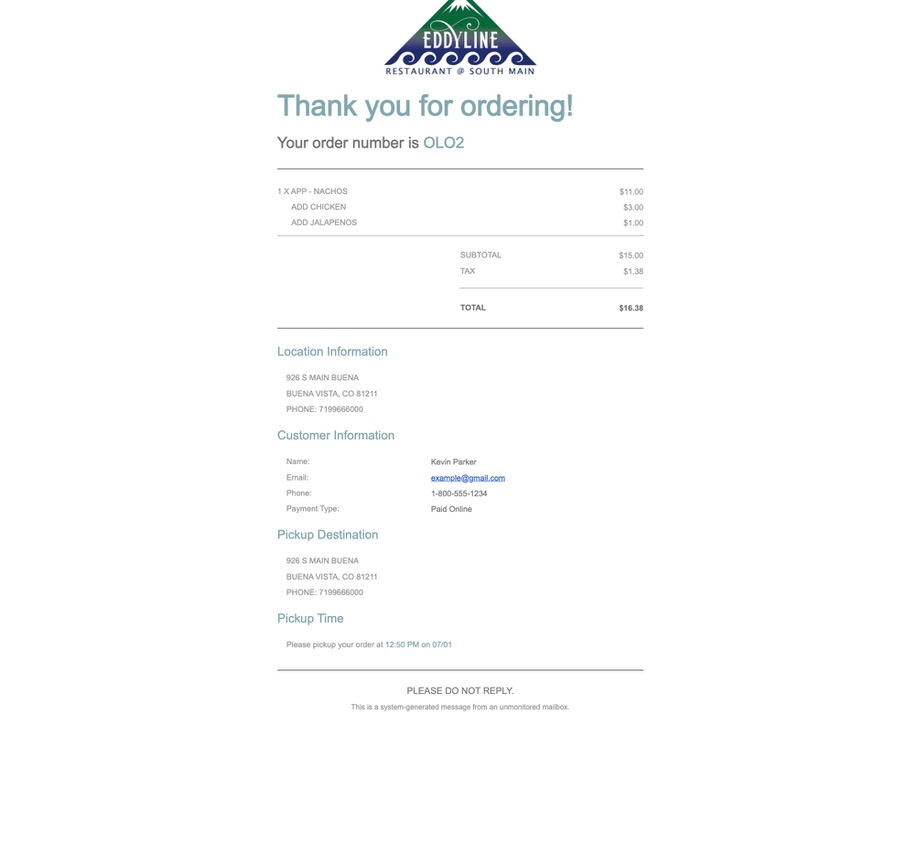 EDDYLINE
RESTAURANT @ SOUTH MAIN
Thank you for ordering!
Your order number is OLO2
1 X APP - NACHOS $11.00
ADD CHICKEN $3.00
ADD JALAPENOS $1.00
SUBTOTAL $15.00
TAX $1.38
TOTAL $16.38
Location Information
926 S MAIN BUENA
BUENA VISTA, CO 81211
PHONE: 7199666000
Customer Information
Name: Kevin Parker
Email: example@gmail.com
Phone: 1-800-555-1234
Payment Type: Paid Online
Pickup Destination
926 S MAIN BUENA
BUENA VISTA, CO 81211
PHONE: 7199666000
Pickup Time
Please pickup your order at 12:50 PM on 07/01
PLEASE DO NOT REPLY.
This is a system-generated message from an unmonitored mailbox.